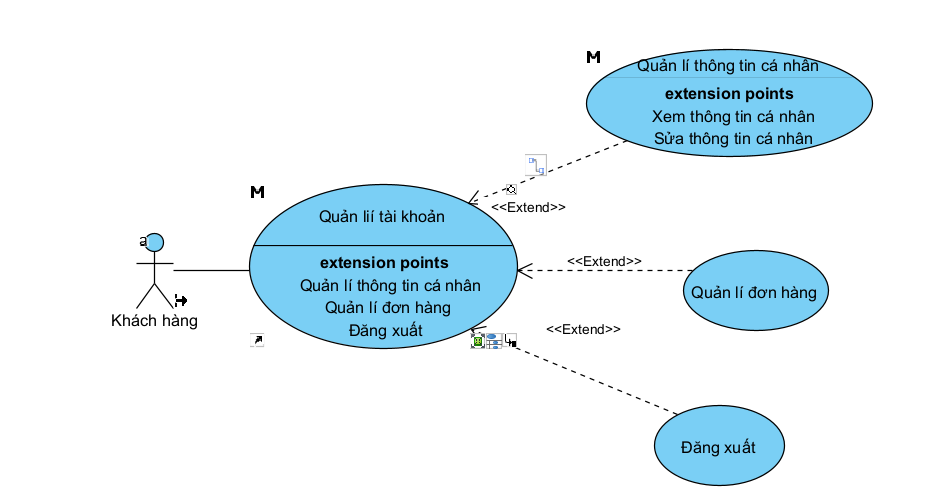 M
Quản lí thông tin cá nhân
extension points
Xem thông tin cá nhân
Sửa thông tin cá nhân
<<Extend>>
M
Quản lií tài khoản
extension points
Quản lí thông tin cá nhân
Quản lí đơn hàng
Đăng xuất
Khách hàng
<<Extend>>
Quản lí đơn hàng
<<Extend>>
Đăng xuất